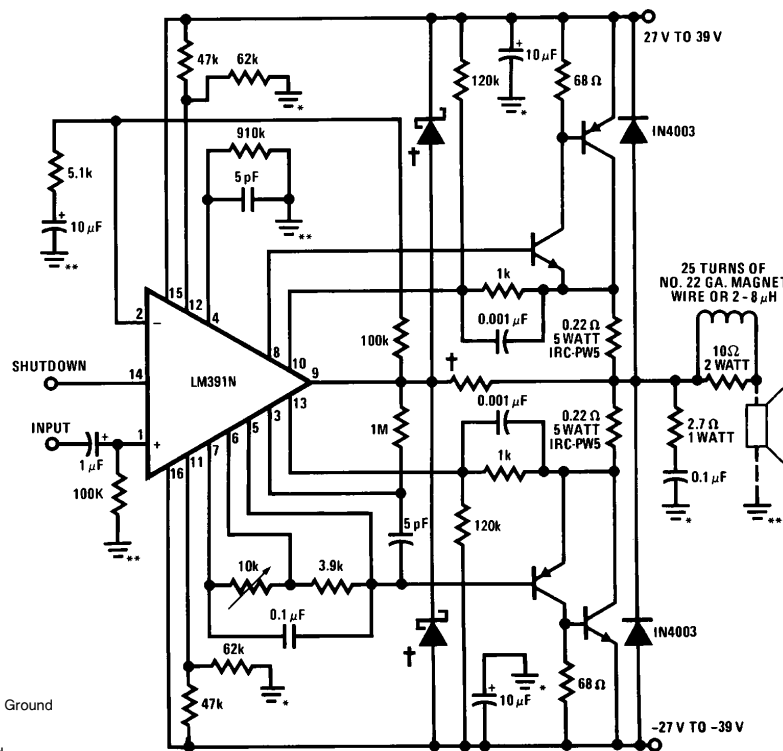 27 V TO 39 V
47k
62k
*
120k
10 μF
*
68 Ω
IN4003
†
910k
5 pF
**
5.1k
10 μF
**
15
12
4
2
−
8
10
9
SHUTDOWN
14
LM391N
13
3
5
6
INPUT
1
+
7
11
16
1 μF
100K
**
100k
†
1k
0.001 μF
0.22 Ω
5 WATT
IRC-PW5
25 TURNS OF
NO. 22 GA. MAGNET
WIRE OR 2 - 8 μH
10Ω
2 WATT
1M
0.001 μF
0.22 Ω
5 WATT
IRC-PW5
1k
2.7 Ω
1 WATT
0.1 μF
*
**
5 pF
120k
10k
3.9k
0.1 μF
62k
*
47k
†
10 μF
*
68 Ω
IN4003
-27 V TO -39 V
Ground